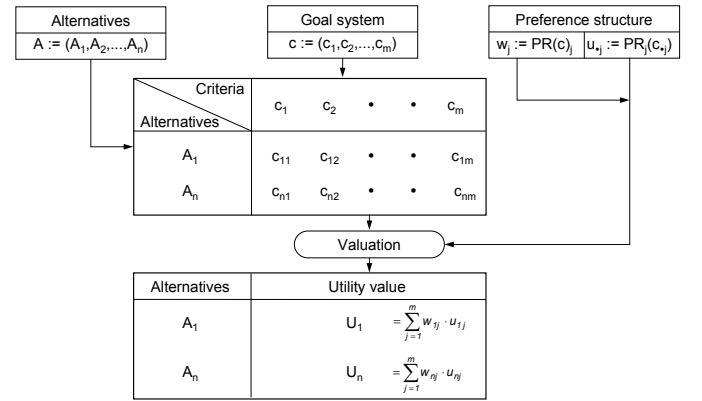 Alternatives
A := (A₁,A₂,...,Aₙ)
Goal system
c := (c₁,c₂,...,cₘ)
Preference structure
wⱼ := PR(c)ⱼ u•ⱼ := PRⱼ(c•ⱼ)
Criteria
Alternatives
c₁ c₂ • • cₘ
A₁ c₁₁ c₁₂ • • c₁ₘ
Aₙ cₙ₁ cₙ₂ • • cₙₘ
Valuation
Alternatives Utility value
A₁ U₁ = ∑ᵐⱼ₌₁ w₁ⱼ · u₁ⱼ
Aₙ Uₙ = ∑ᵐⱼ₌₁ wₙⱼ · uₙⱼ